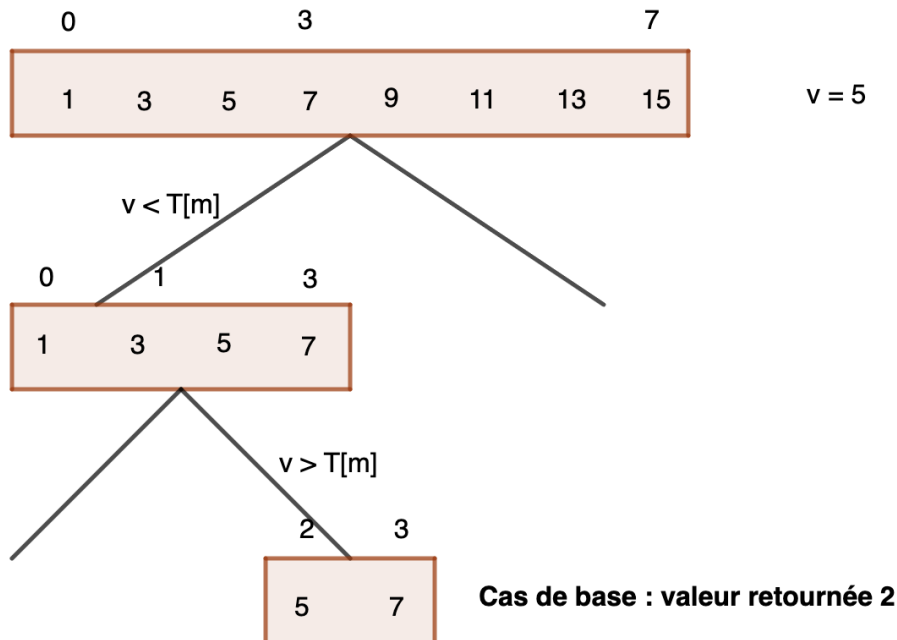 0 3 7
1 3 5 7 9 11 13 15 v = 5
v < T[m]
0 1 3
1 3 5 7
v > T[m]
2 3
5 7 Cas de base : valeur retournée 2